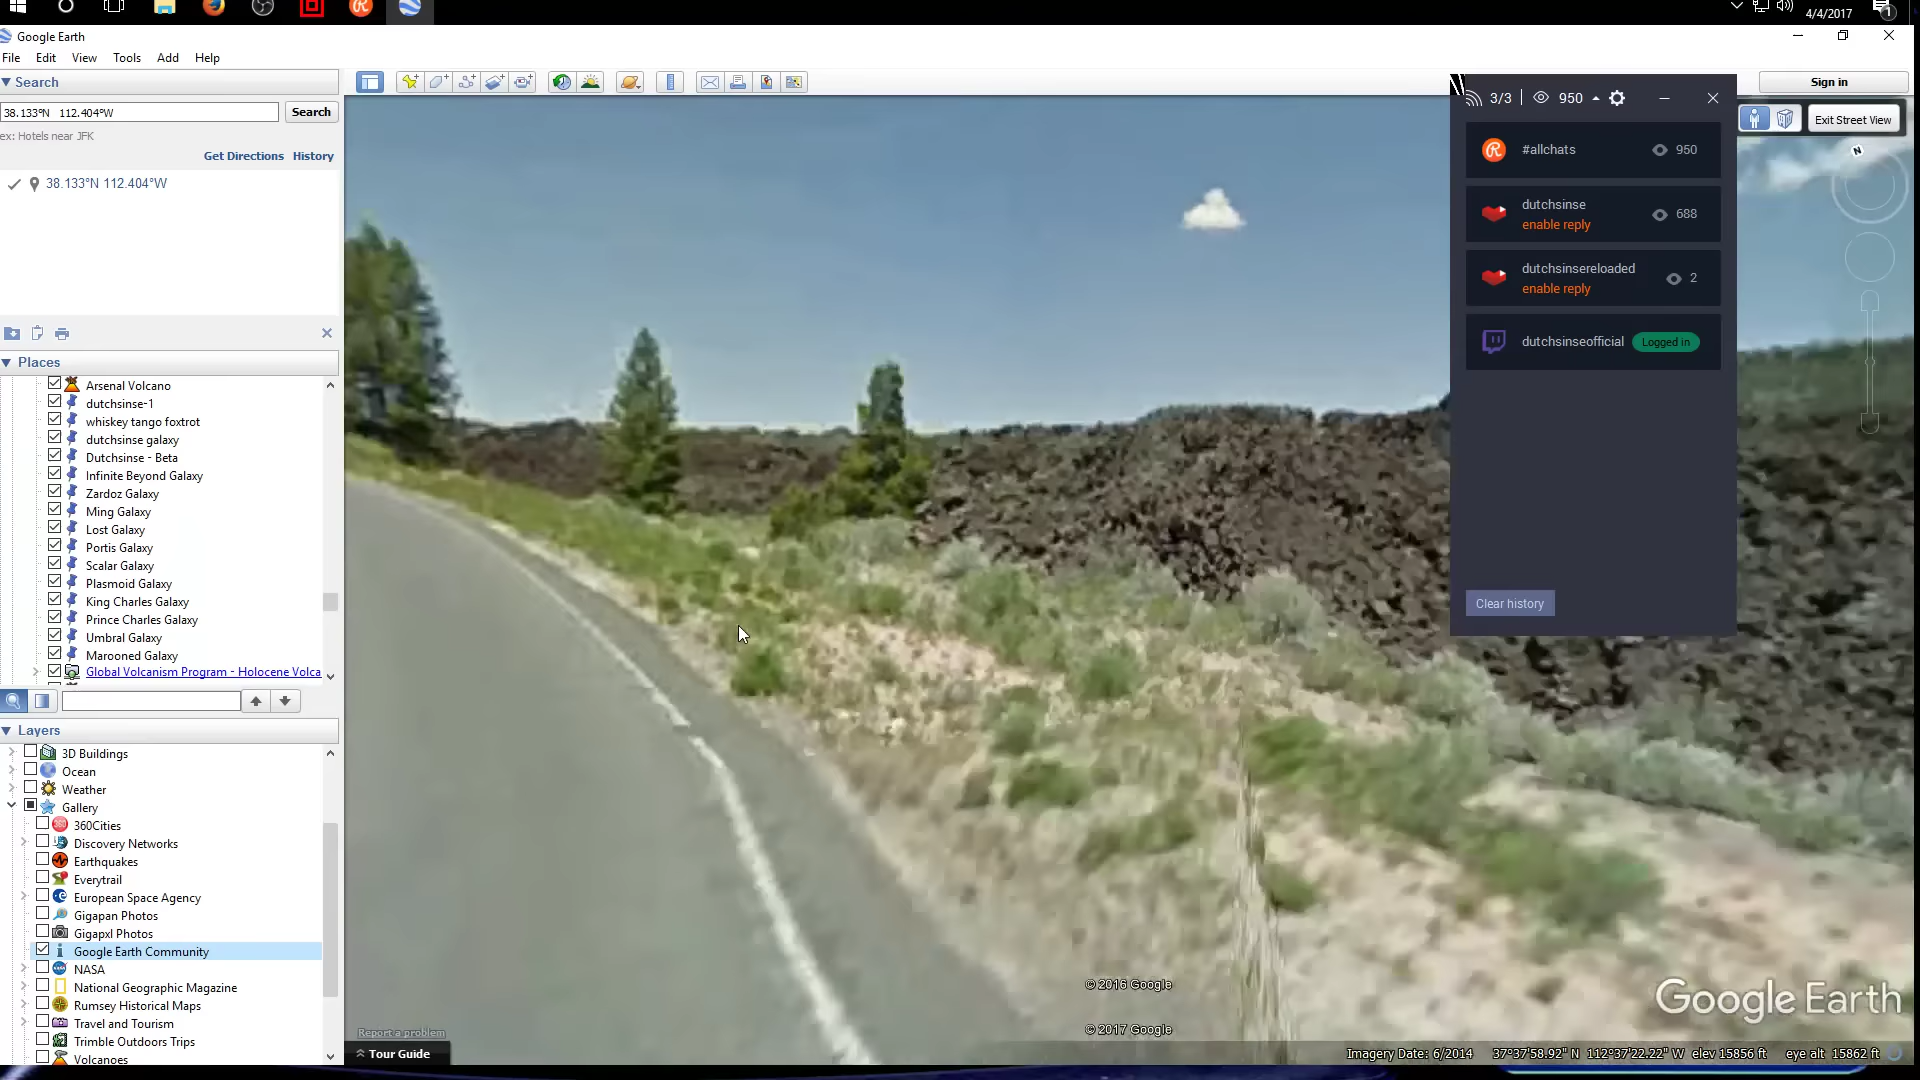 4/4/2017
1
Google Earth
File Edit View Tools Add Help
Search
38.133°N 112.404°W
Search
ex: Hotels near JFK
Get Directions History
38.133°N 112.404°W
Places
Arsenal Volcano
dutchsinse-1
whiskey tango foxtrot
dutchsinse galaxy
Dutchsinse - Beta
Infinite Beyond Galaxy
Zardoz Galaxy
Ming Galaxy
Lost Galaxy
Portis Galaxy
Scalar Galaxy
Plasmoid Galaxy
King Charles Galaxy
Prince Charles Galaxy
Umbral Galaxy
Marooned Galaxy
Global Volcanism Program - Holocene Volca
Layers
3D Buildings
Ocean
Weather
Gallery
360Cities
Discovery Networks
Earthquakes
Everytrail
European Space Agency
Gigapan Photos
Gigapxl Photos
Google Earth Community
NASA
National Geographic Magazine
Rumsey Historical Maps
Travel and Tourism
Trimble Outdoors Trips
Volcanoes
Sign in
Exit Street View
N
3/3 950
#allchats 950
dutchsinse
enable reply
688
dutchsinsereloaded
enable reply
2
dutchsinseofficial Logged in
Clear history
© 2016 Google
© 2017 Google
Google Earth
Report a problem
Tour Guide
Imagery Date: 6/2014 37°37'58.92" N 112°37'22.22" W elev 15856 ft eye alt 15862 ft